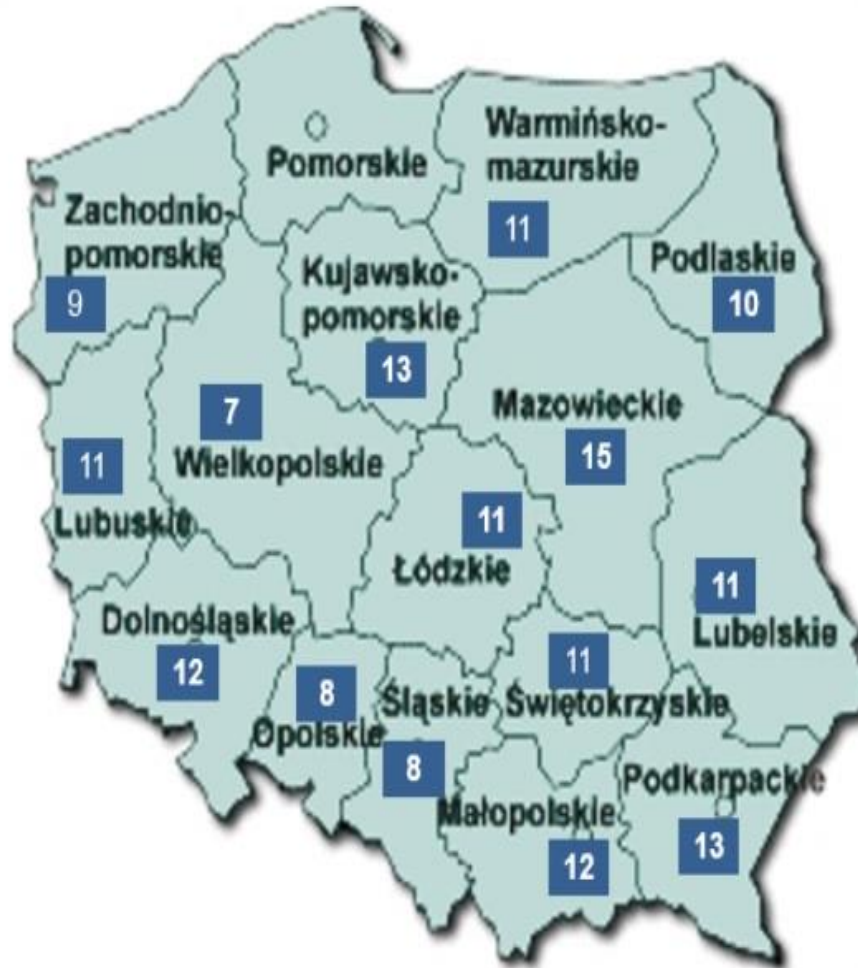 Pomorskie
Warmińsko-
mazurskie
11
Zachodnio-
pomorskie
9
Kujawsko-
pomorskie
13
Podlaskie
10
7
Wielkopolskie
Mazowieckie
15
11
Lubuskie
11
Łódzkie
11
Lubelskie
Dolnośląskie
12
8
Opolskie
Śląskie
8
11
Świętokrzyskie
Małopolskie
12
Podkarpackie
13